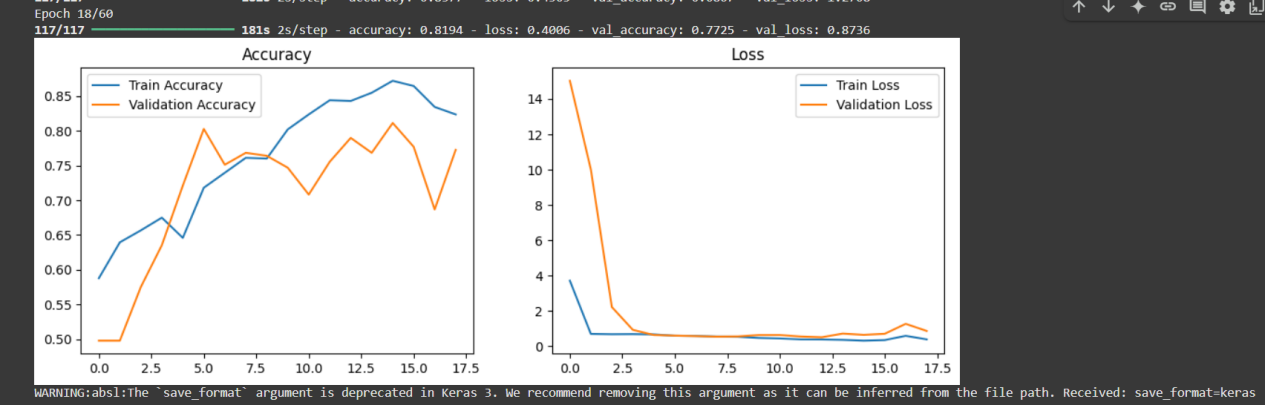 Epoch 18/60
117/117 181s 2s/step - accuracy: 0.8194 - loss: 0.4006 - val_accuracy: 0.7725 - val_loss: 0.8736
Accuracy
Train Accuracy
Validation Accuracy
0.85
0.80
0.75
0.70
0.65
0.60
0.55
0.50
0.0 2.5 5.0 7.5 10.0 12.5 15.0 17.5
Loss
Train Loss
Validation Loss
14
12
10
8
6
4
2
0
0.0 2.5 5.0 7.5 10.0 12.5 15.0 17.5
WARNING:absl:The `save_format` argument is deprecated in Keras 3. We recommend removing this argument as it can be inferred from the file path. Received: save_format=keras